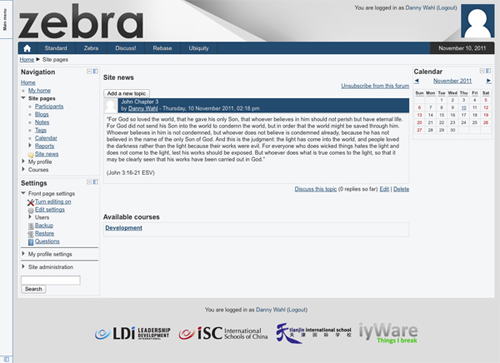 Main menu
zebra
You are logged in as Danny Wahl (Logout)
Standard Zebra Discuss! Rebase Ubiquity
November 10, 2011
Home ► Site pages
Navigation
Home
My home
Site pages
Participants
Blogs
Notes
Tags
Calendar
Reports
Site news
My profile
Courses
Settings
Front page settings
Turn editing on
Edit settings
Users
Backup
Restore
Questions
My profile settings
Site administration
Search
Site news
Unsubscribe from this forum
Add a new topic
John Chapter 3
by Danny Wahl - Thursday, 10 November 2011, 02:18 pm
"For God so loved the world, that he gave his only Son, that whoever believes in him should not perish but have eternal life.
For God did not send his Son into the world to condemn the world, but in order that the world might be saved through him.
Whoever believes in him is not condemned, but whoever does not believe is condemned already, because he has not
believed in the name of the only Son of God. And this is the judgment: the light has come into the world, and people loved
the darkness rather than the light because their works were evil. For everyone who does wicked things hates the light and
does not come to the light, lest his works should be exposed. But whoever does what is true comes to the light, so that it
may be clearly seen that his works have been carried out in God."
(John 3:16-21 ESV)
Discuss this topic (0 replies so far) Edit | Delete
Available courses
Development
Calendar
◄ November 2011 ►
Sun Mon Tue Wed Thu Fri Sat
1 2 3 4 5
6 7 8 9 10 11 12
13 14 15 16 17 18 19
20 21 22 23 24 25 26
27 28 29 30
You are logged in as Danny Wahl (Logout)
LDi LEADERSHIP
DEVELOPMENT
INTERNATIONAL
iSC International
Schools of China
tianjin international school
天津国际学校
iyWare
Things I break